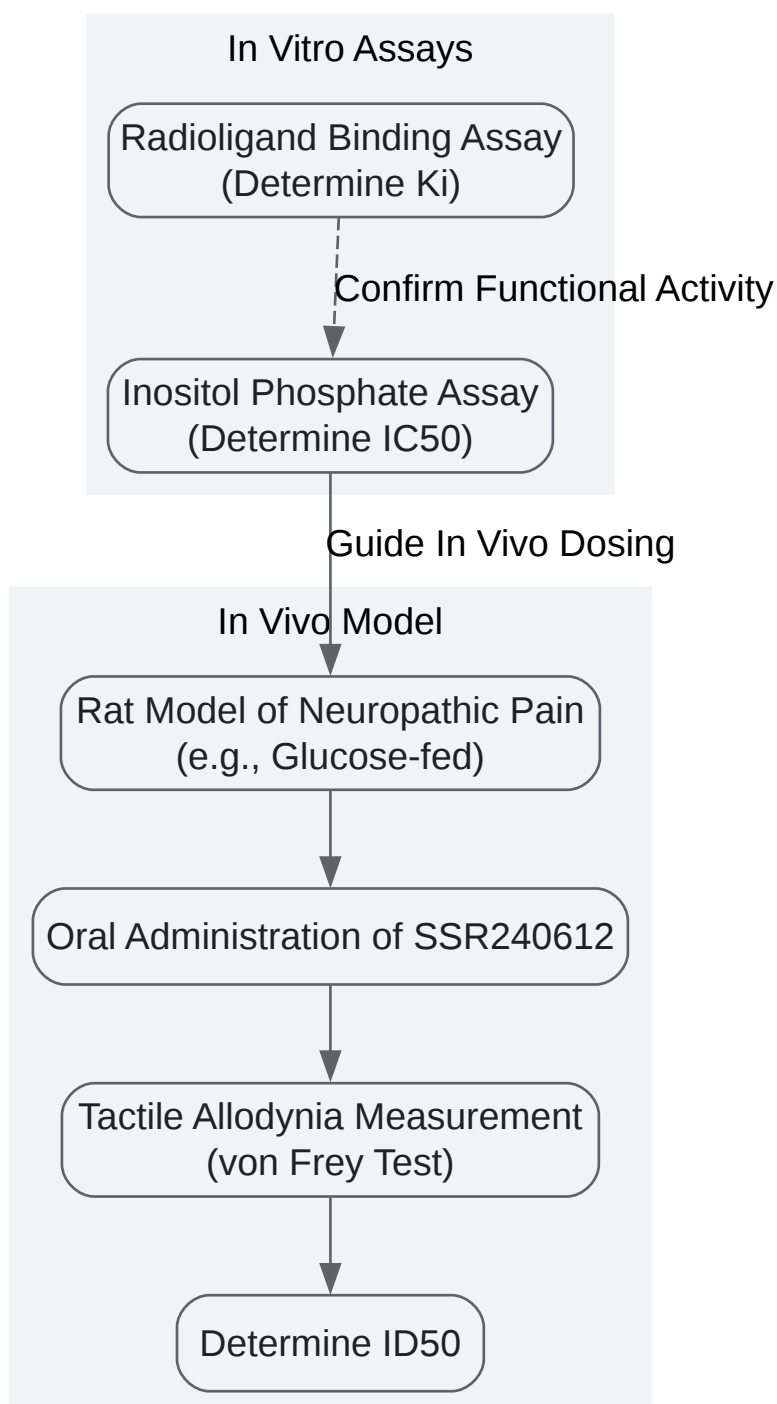 In Vitro Assays
Radioligand Binding Assay
(Determine Ki)
Confirm Functional Activity
Inositol Phosphate Assay
(Determine IC50)
Guide In Vivo Dosing
In Vivo Model
Rat Model of Neuropathic Pain
(e.g., Glucose-fed)
Oral Administration of SSR240612
Tactile Allodynia Measurement
(von Frey Test)
Determine ID50